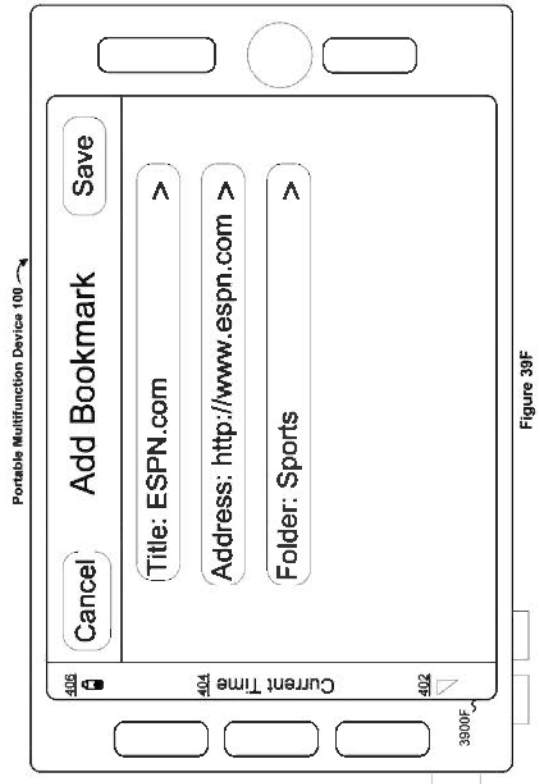 Portable Multifunction Device 100
402
Current Time
404
406
Cancel
Add Bookmark
Save
Title: ESPN.com >
Address: http://www.espn.com >
Folder: Sports >
3900F
Figure 39F